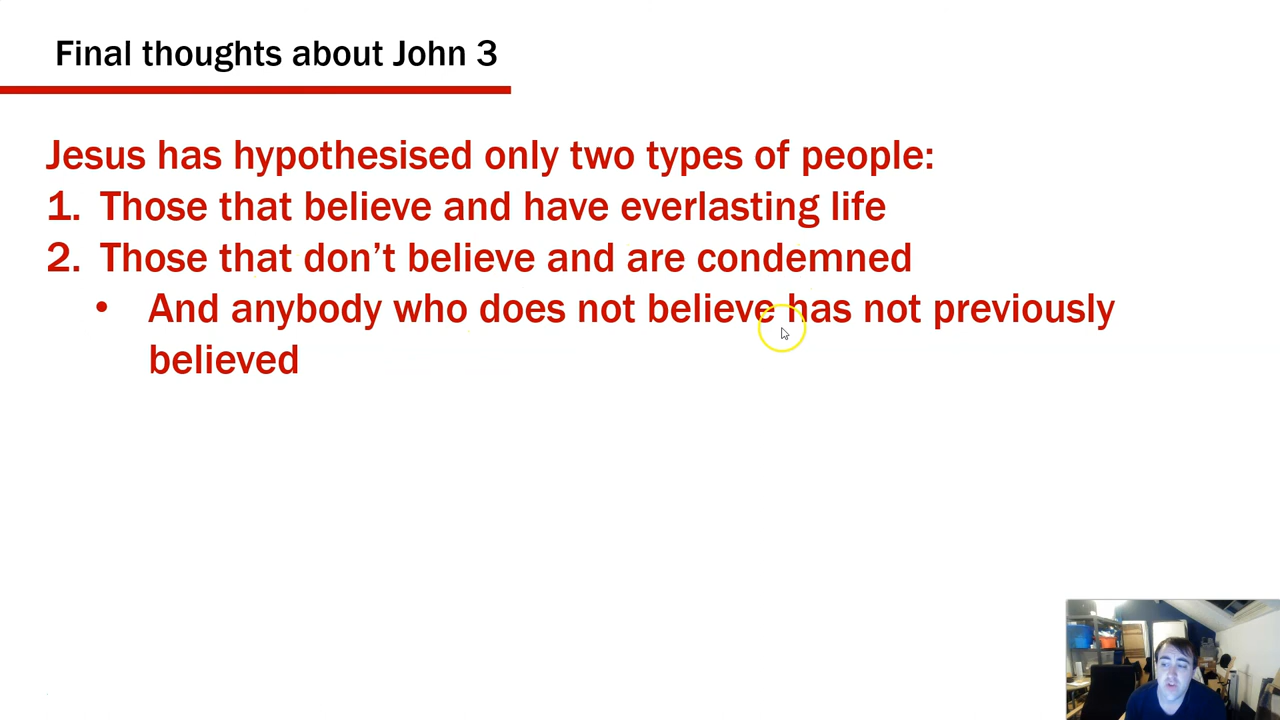 Final thoughts about John 3
Jesus has hypothesised only two types of people:
1. Those that believe and have everlasting life
2. Those that don’t believe and are condemned
• And anybody who does not believe has not previously
believed